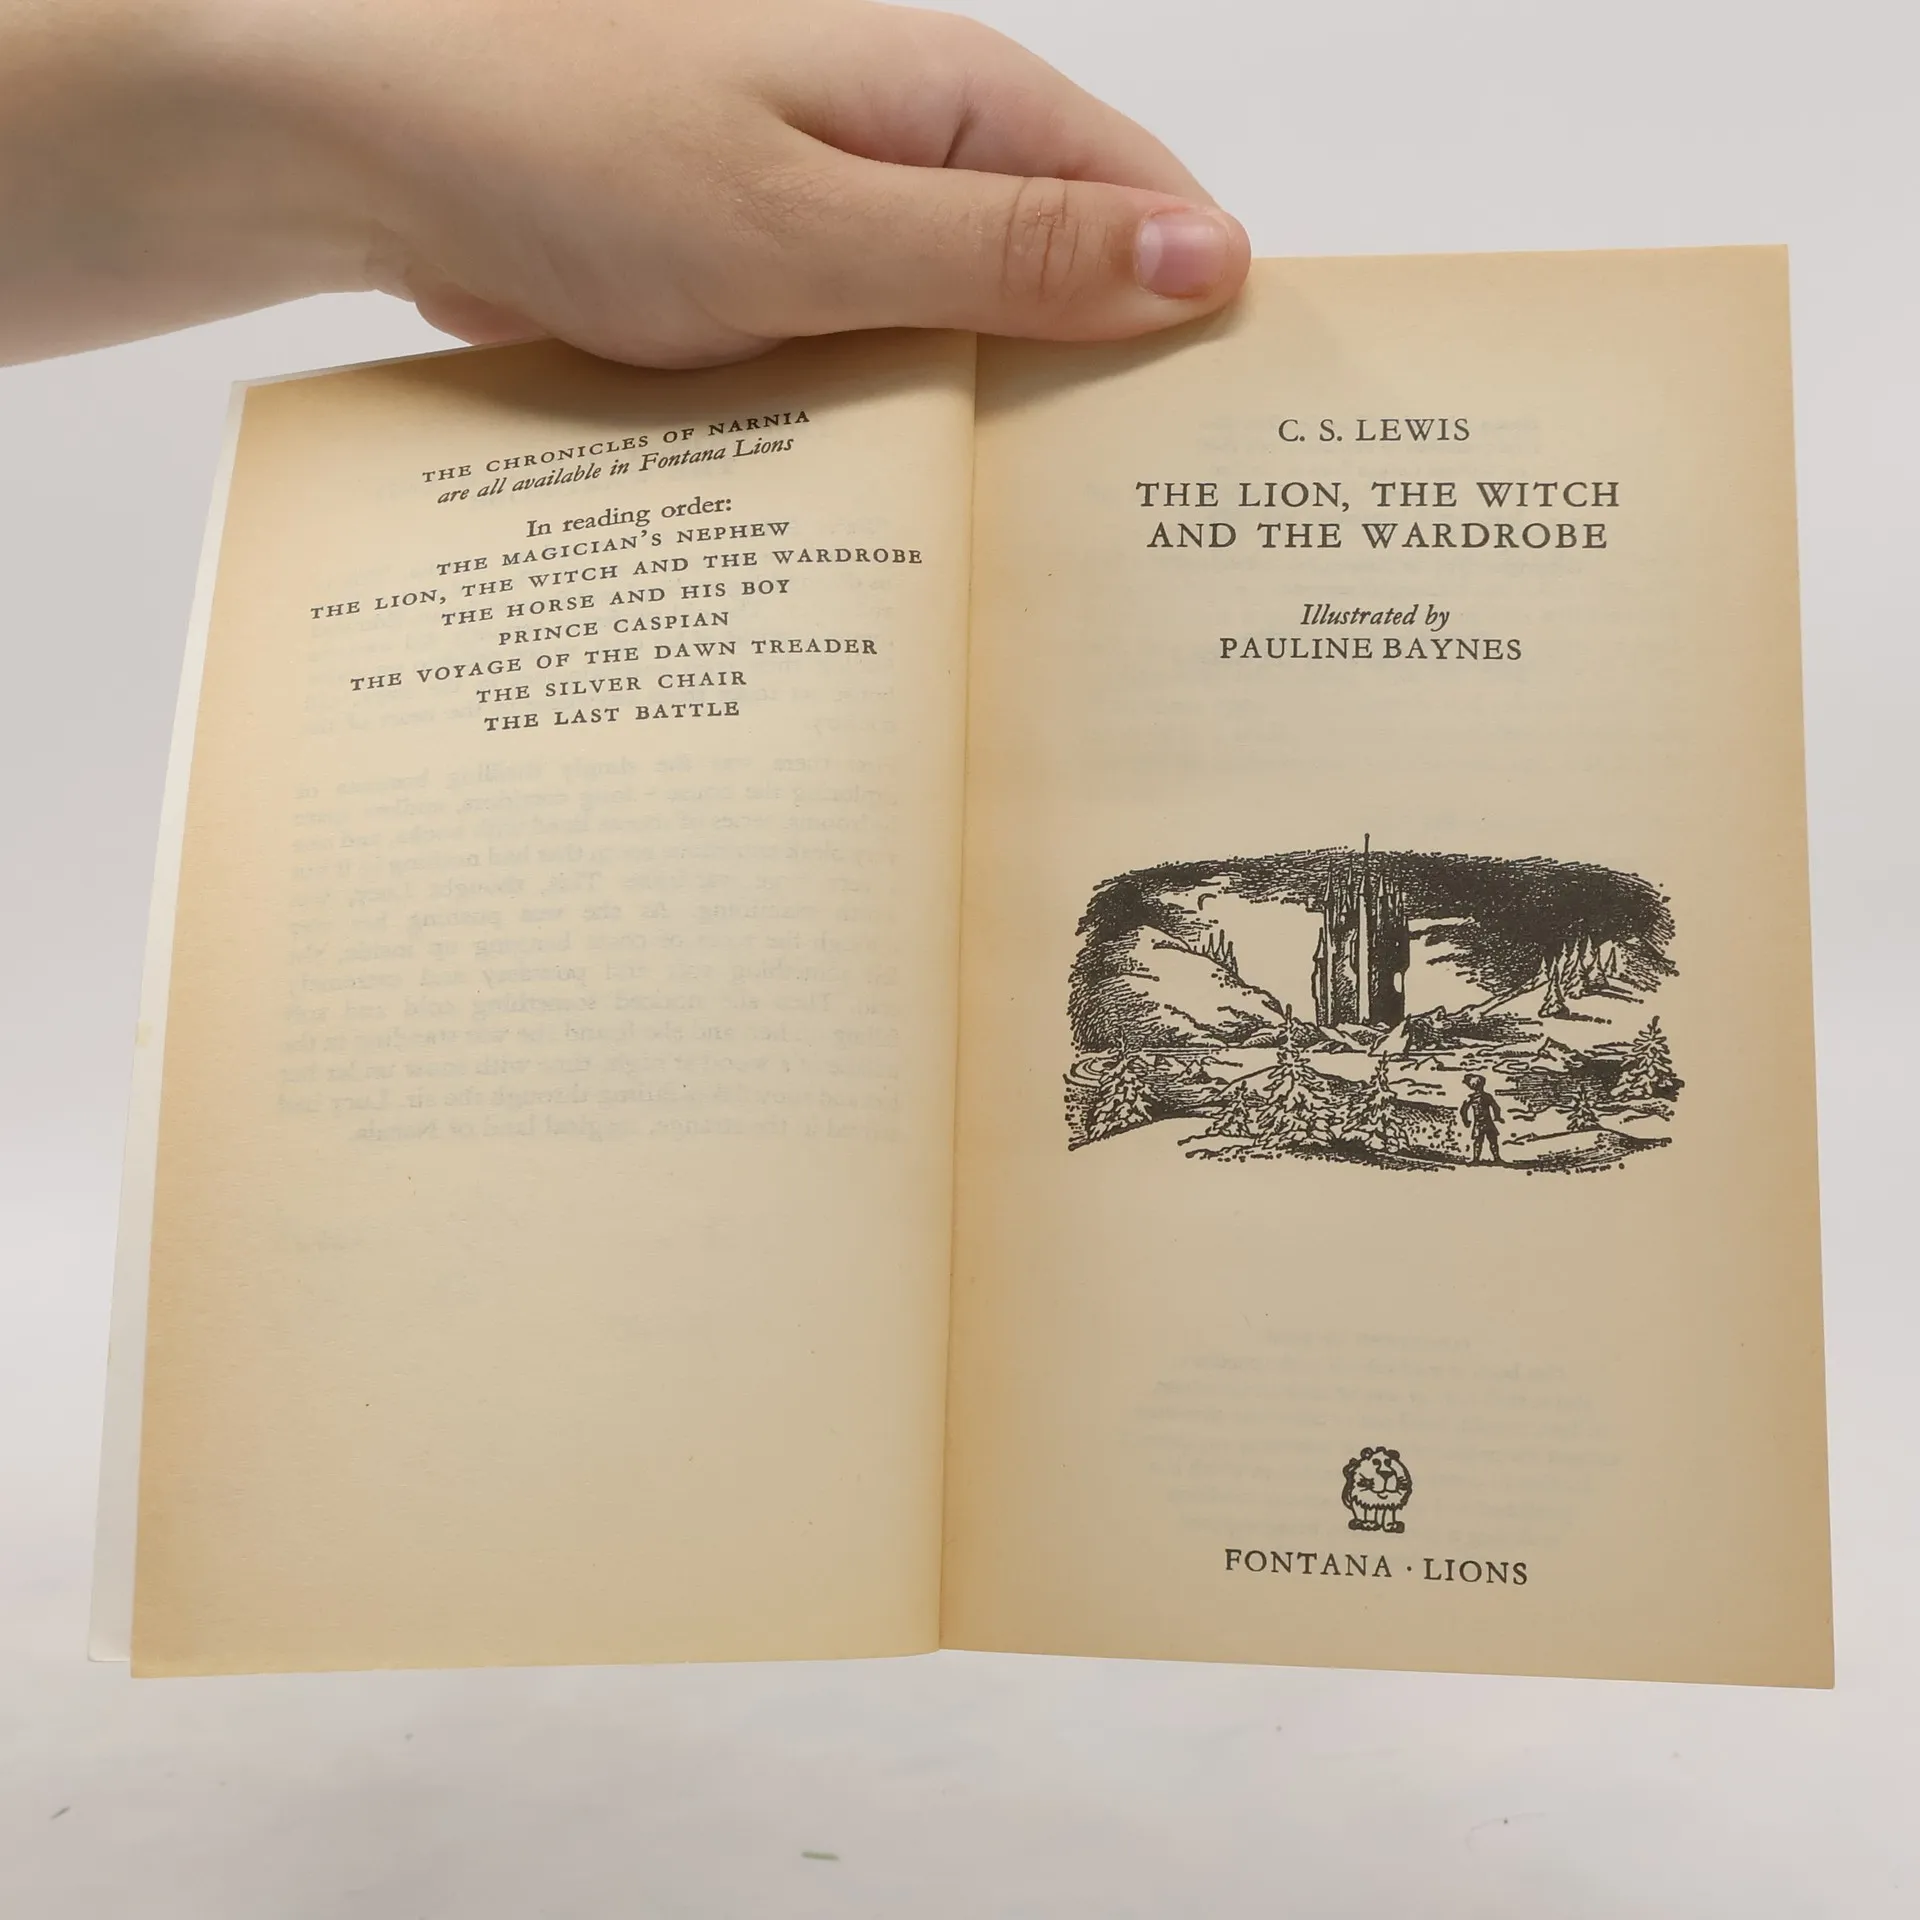 THE CHRONICLES OF NARNIA
are all available in Fontana Lions
In reading order:
THE MAGICIAN'S NEPHEW
THE LION, THE WITCH AND THE WARDROBE
THE HORSE AND HIS BOY
PRINCE CASPIAN
THE VOYAGE OF THE DAWN TREADER
THE SILVER CHAIR
THE LAST BATTLE
C. S. LEWIS
THE LION, THE WITCH
AND THE WARDROBE
Illustrated by
PAULINE BAYNES
FONTANA · LIONS